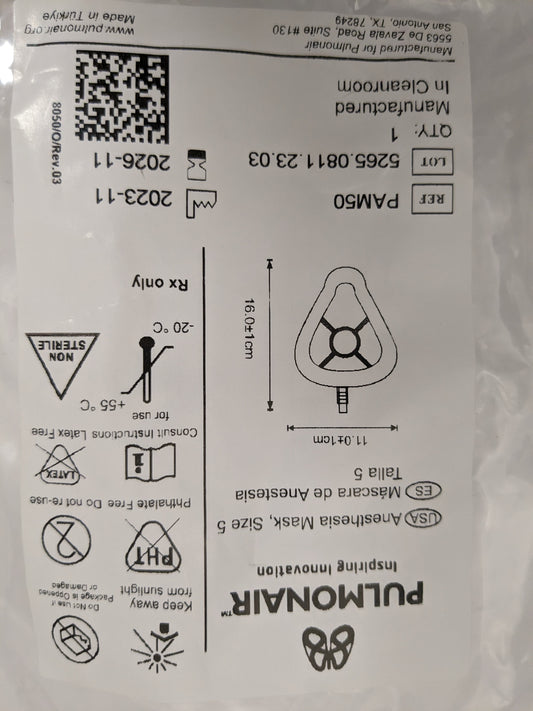 PULMONAIR™
Inspiring Innovation
USA Anesthesia Mask, Size 5
ES Máscara de Anestesia
Talla 5
11.0±1cm
16.0±1cm
REF PAM50
LOT 5265.0811.23.03
QTY: 1
Manufactured
In Cleanroom
Manufactured for Pulmonair
5563 De Zavala Road, Suite #130
San Antonio, TX, 78249
Keep away
from sunlight
Do Not Use if
Package is Oppenes
or Damaged
PHT
2
Phthalate Free
Do not re-use
i
LATEX
Consult Instructions
for use
Latex Free
+55 °C
-20 °C
NON
STERILE
Rx only
2023-11
2026-11
8050/O/Rev.03
www.pulmonair.org
Made in Türkiye